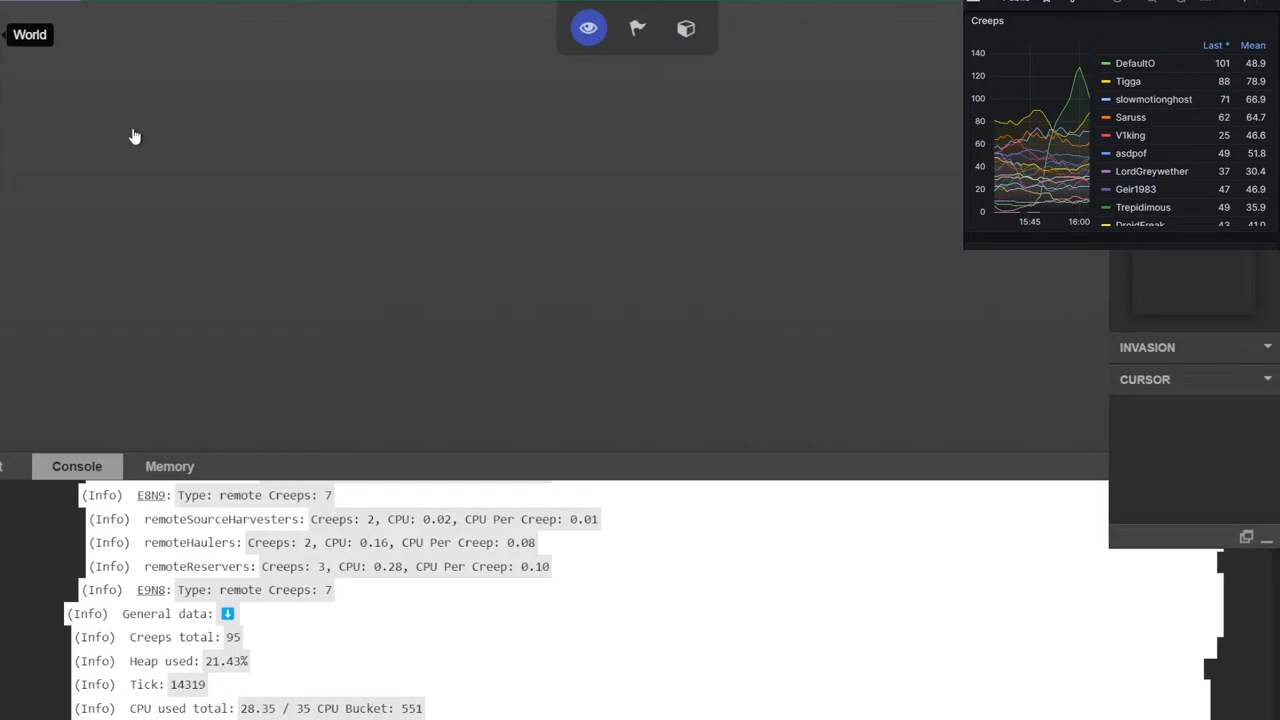 World
Creeps
Last * Mean
140
120
100
80
60
40
20
0
15:45 16:00
DefaultO 101 48.9
Tigga 88 78.9
slowmotionghost 71 66.9
Saruss 62 64.7
V1king 25 46.6
asdpof 49 51.8
LordGreywether 37 30.4
Geir1983 47 46.9
Trepidimous 49 35.9
DroidFreak 43 41.0
INVASION
CURSOR
t Console Memory
(Info) E8N9: Type: remote Creeps: 7
(Info) remoteSourceHarvesters: Creeps: 2, CPU: 0.02, CPU Per Creep: 0.01
(Info) remoteHaulers: Creeps: 2, CPU: 0.16, CPU Per Creep: 0.08
(Info) remoteReservers: Creeps: 3, CPU: 0.28, CPU Per Creep: 0.10
(Info) E9N8: Type: remote Creeps: 7
(Info) General data: ⬇️
(Info) Creeps total: 95
(Info) Heap used: 21.43%
(Info) Tick: 14319
(Info) CPU used total: 28.35 / 35 CPU Bucket: 551